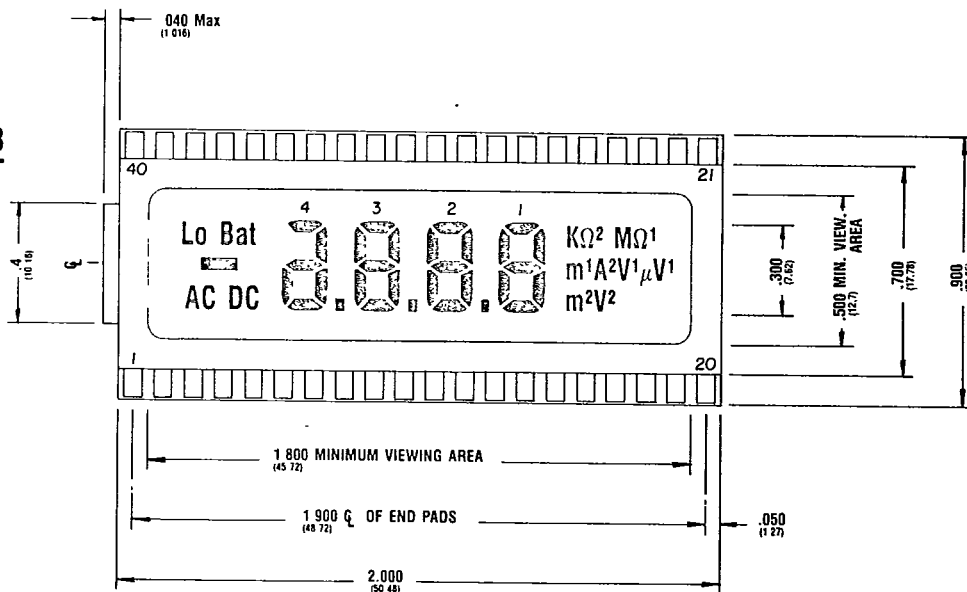 .040 Max
(1 016)
40
21
4 3 2 1
Lo Bat
AC DC
KΩ² MΩ¹
m¹A²V¹μV¹
m²V²
.4
(10 16)
℄
.300
(7.62)
.500 MIN. VIEW. AREA
(12.7)
.700
(17.78)
.900
1
20
1 800 MINIMUM VIEWING AREA
(45 72)
1 900 ℄ OF END PADS
(48 72)
.050
(1 27)
2.000
(50 48)